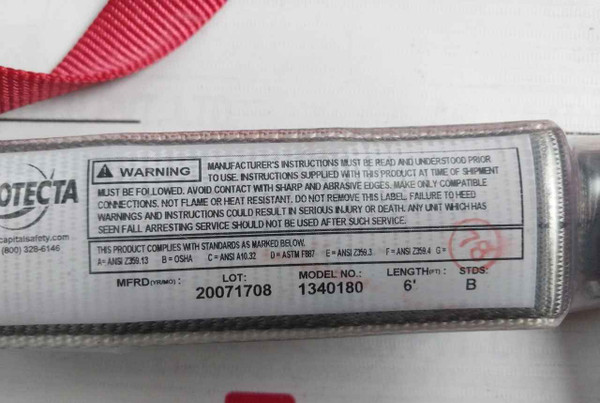 OTECTA
capitalsafety.com
(800) 328-6146
WARNING
MANUFACTURER'S INSTRUCTIONS MUST BE READ AND UNDERSTOOD PRIOR
TO USE. INSTRUCTIONS SUPPLIED WITH THIS PRODUCT AT TIME OF SHIPMENT
MUST BE FOLLOWED. AVOID CONTACT WITH SHARP AND ABRASIVE EDGES. MAKE ONLY COMPATIBLE
CONNECTIONS. NOT FLAME OR HEAT RESISTANT. DO NOT REMOVE THIS LABEL. FAILURE TO HEED
WARNINGS AND INSTRUCTIONS COULD RESULT IN SERIOUS INJURY OR DEATH. ANY UNIT WHICH HAS
SEEN FALL ARRESTING SERVICE SHOULD NOT BE USED AFTER SUCH SERVICE.
THIS PRODUCT COMPLIES WITH STANDARDS AS MARKED BELOW.
A= ANSI Z359.13 B = OSHA C = ANSI A10.32 D= ASTM F887 E = ANSI Z359.3 F = ANSI Z359.4 G =
78
MFRD(YR/MO): LOT: MODEL NO.: LENGTH(FT): STDS:
20071708 1340180 6' B